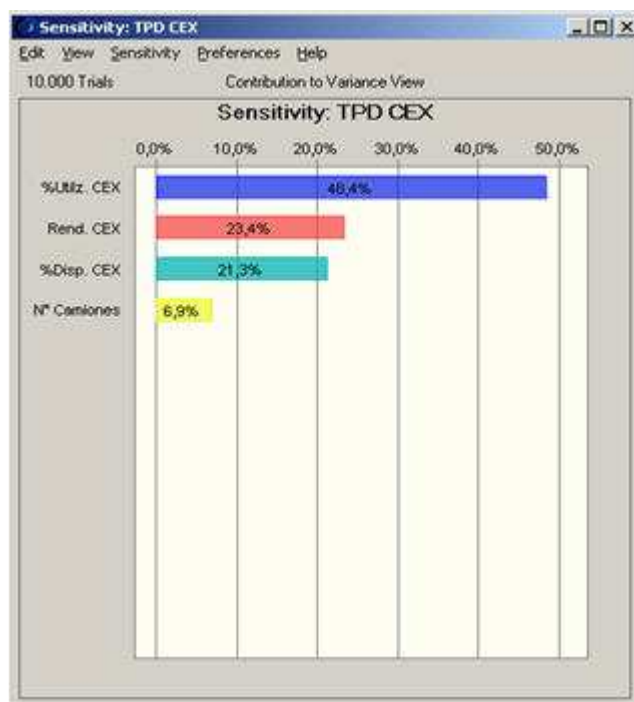 Sensitivity: TPD CEX
Edit View Sensitivity Preferences Help
10.000 Trials Contribution to Variance View
Sensitivity: TPD CEX
0,0% 10,0% 20,0% 30,0% 40,0% 50,0%
%Utiliz. CEX 48,4%
Rend. CEX 23,4%
%Disp. CEX 21,3%
N° Camiones 6,9%